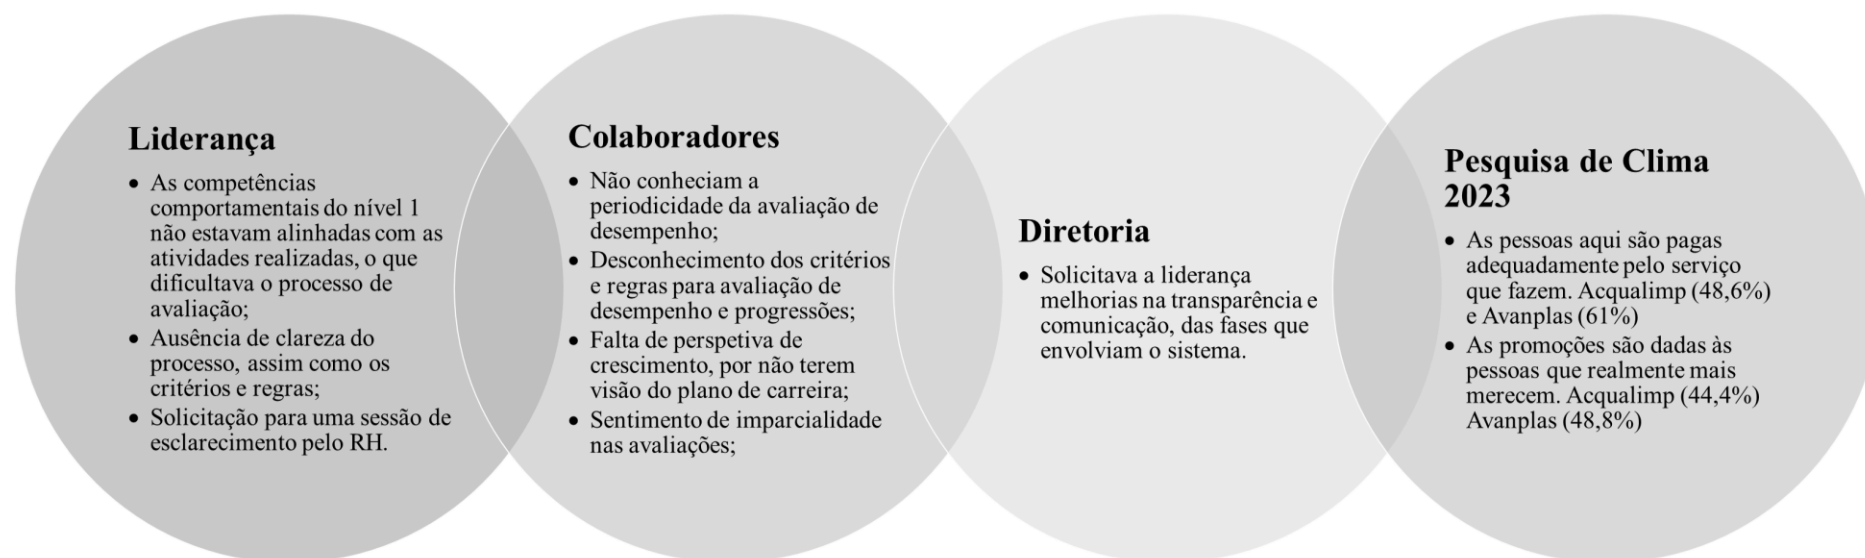 Liderança
• As competências
comportamentais do nível 1
não estavam alinhadas com as
atividades realizadas, o que
dificultava o processo de
avaliação;
• Ausência de clareza do
processo, assim como os
critérios e regras;
• Solicitação para uma sessão de
esclarecimento pelo RH.
Colaboradores
• Não conheciam a
periodicidade da avaliação de
desempenho;
• Desconhecimento dos critérios
e regras para avaliação de
desempenho e progressões;
• Falta de perspetiva de
crescimento, por não terem
visão do plano de carreira;
• Sentimento de imparcialidade
nas avaliações;
Diretoria
• Solicitava a liderança
melhorias na transparência e
comunicação, das fases que
envolviam o sistema.
Pesquisa de Clima
2023
• As pessoas aqui são pagas
adequadamente pelo serviço
que fazem. Acqualimp (48,6%)
e Avanplas (61%)
• As promoções são dadas às
pessoas que realmente mais
merecem. Acqualimp (44,4%)
Avanplas (48,8%)